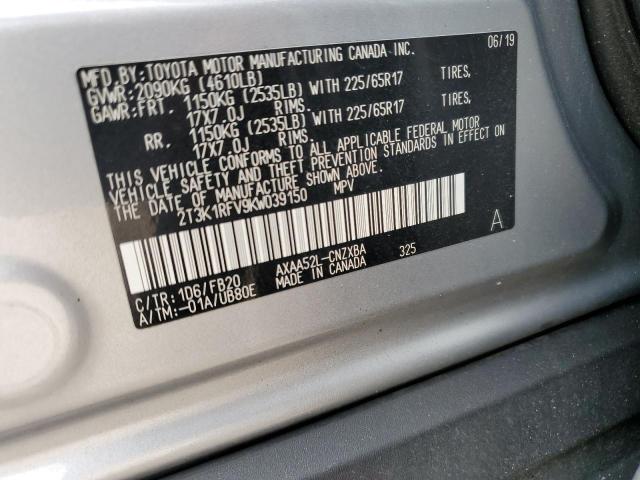 MFD.BY:TOYOTA MOTOR MANUFACTURING CANADA INC. 06/19
GVWR:2090KG (4610LB)
GAWR:FRT. 1150KG (2535LB) WITH 225/65R17 TIRES,
17X7.0J RIMS.
RR. 1150KG (2535LB) WITH 225/65R17 TIRES,
17X7.0J RIMS.
THIS VEHICLE CONFORMS TO ALL APPLICABLE FEDERAL MOTOR
VEHICLE SAFETY AND THEFT PREVENTION STANDARDS IN EFFECT
ON THE DATE OF MANUFACTURE SHOWN ABOVE.
2T3K1RFV9KW039150 MPV
A
C/TR: 1D6/FB20 AXAA52L-CNZXBA 325
A/TM:-01A/UB80E MADE IN CANADA